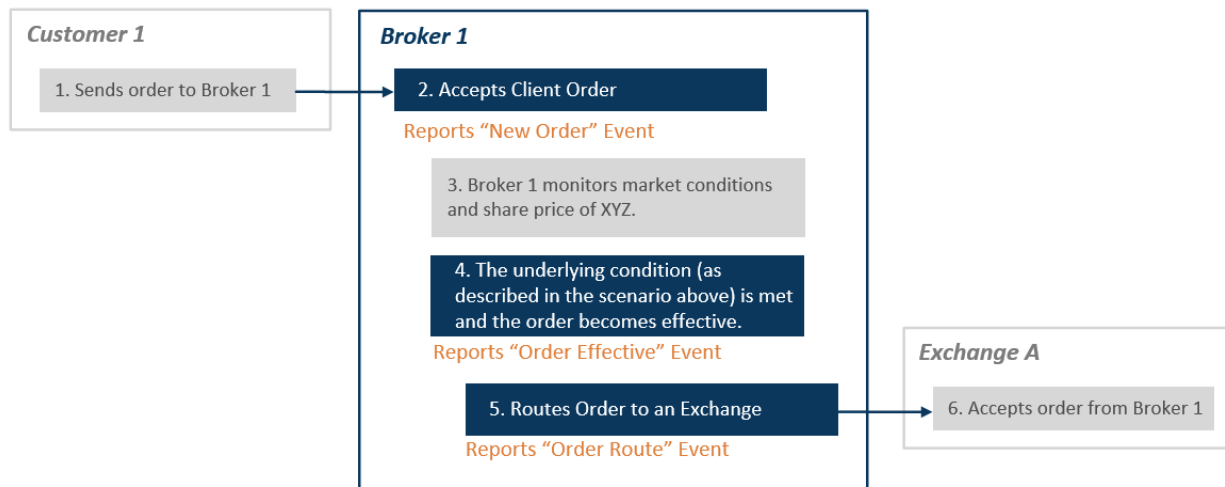 Customer 1
1. Sends order to Broker 1
Broker 1
2. Accepts Client Order
Reports “New Order” Event
3. Broker 1 monitors market conditions
and share price of XYZ.
4. The underlying condition (as
described in the scenario above) is met
and the order becomes effective.
Reports “Order Effective” Event
5. Routes Order to an Exchange
Reports “Order Route” Event
Exchange A
6. Accepts order from Broker 1